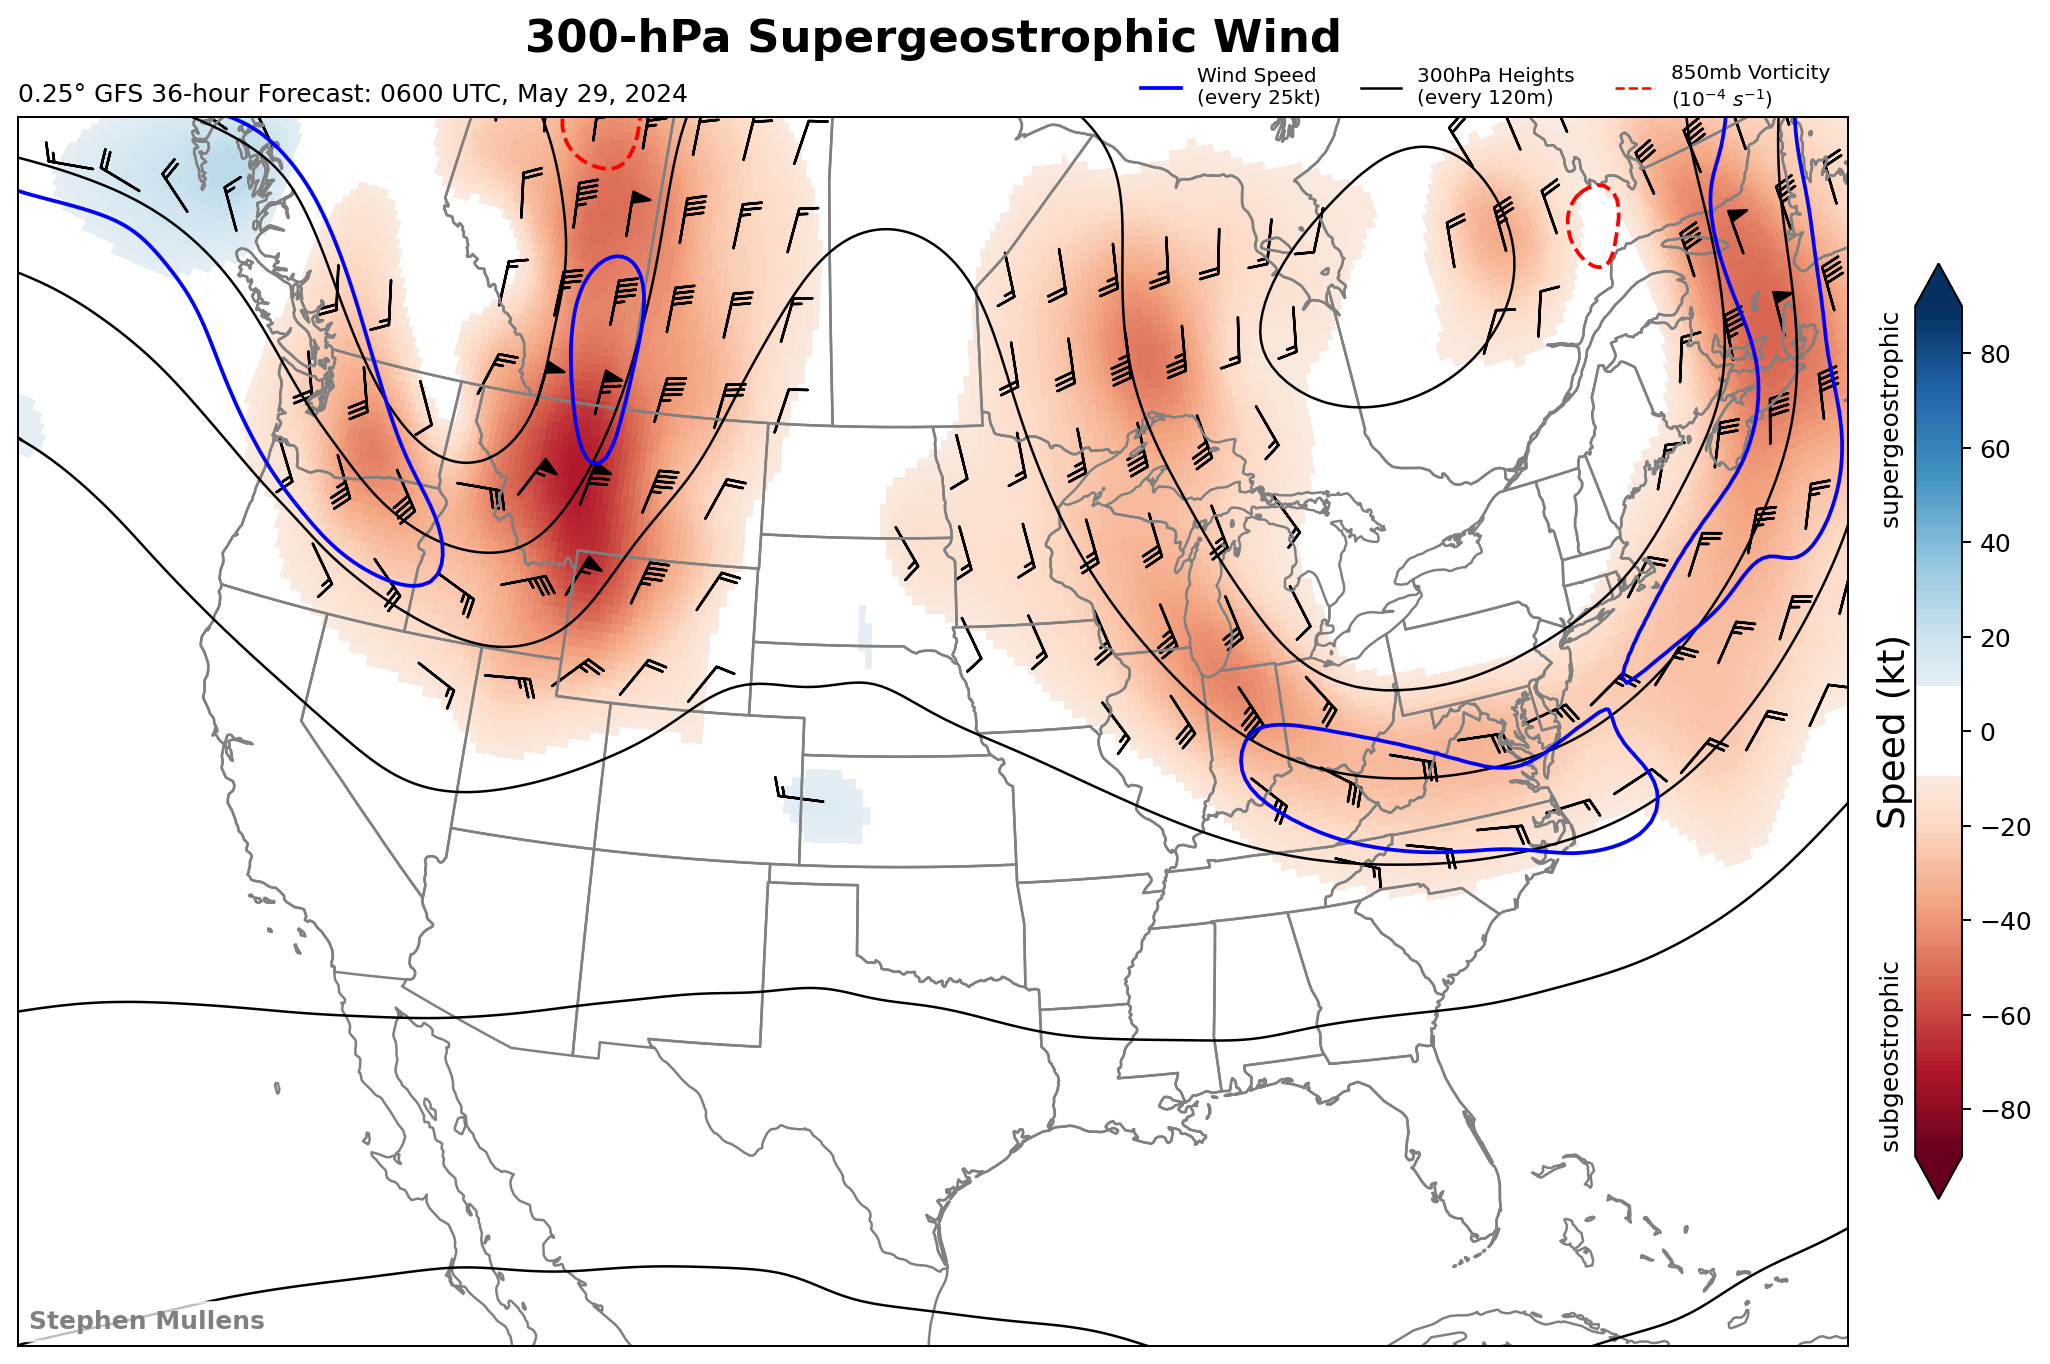 300-hPa Supergeostrophic Wind
0.25° GFS 36-hour Forecast: 0600 UTC, May 29, 2024
Wind Speed
(every 25kt)
300hPa Heights
(every 120m)
850mb Vorticity
(10⁻⁴ s⁻¹)
supergeostrophic
Speed (kt)
subgeostrophic
80
60
40
20
0
−20
−40
−60
−80
Stephen Mullens